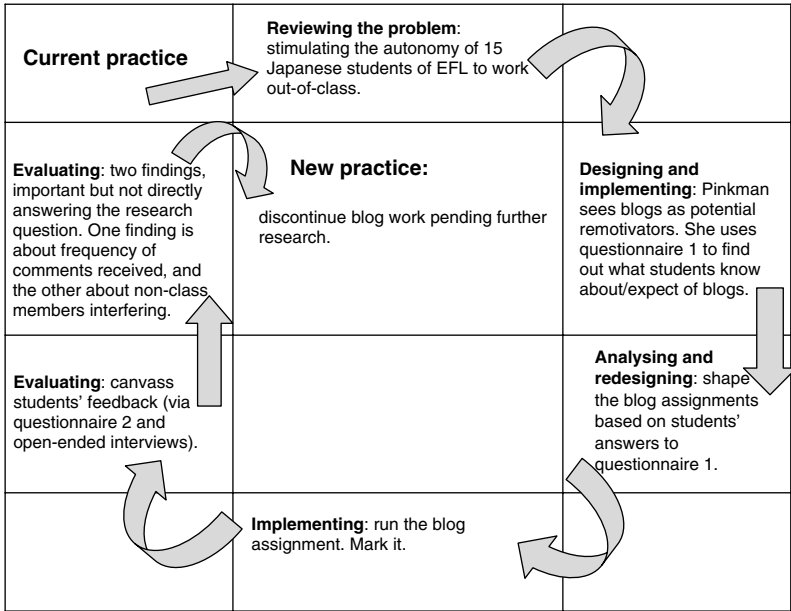 Current practice
Reviewing the problem:
stimulating the autonomy of 15
Japanese students of EFL to work
out-of-class.
Evaluating: two findings,
important but not directly
answering the research
question. One finding is
about frequency of
comments received, and
the other about non-class
members interfering.
New practice:
discontinue blog work pending further
research.
Designing and
implementing: Pinkman
sees blogs as potential
remotivators. She uses
questionnaire 1 to find
out what students know
about/expect of blogs.
Evaluating: canvass
students’ feedback (via
questionnaire 2 and
open-ended interviews).
Analysing and
redesigning: shape
the blog assignments
based on students’
answers to
questionnaire 1.
Implementing: run the blog
assignment. Mark it.